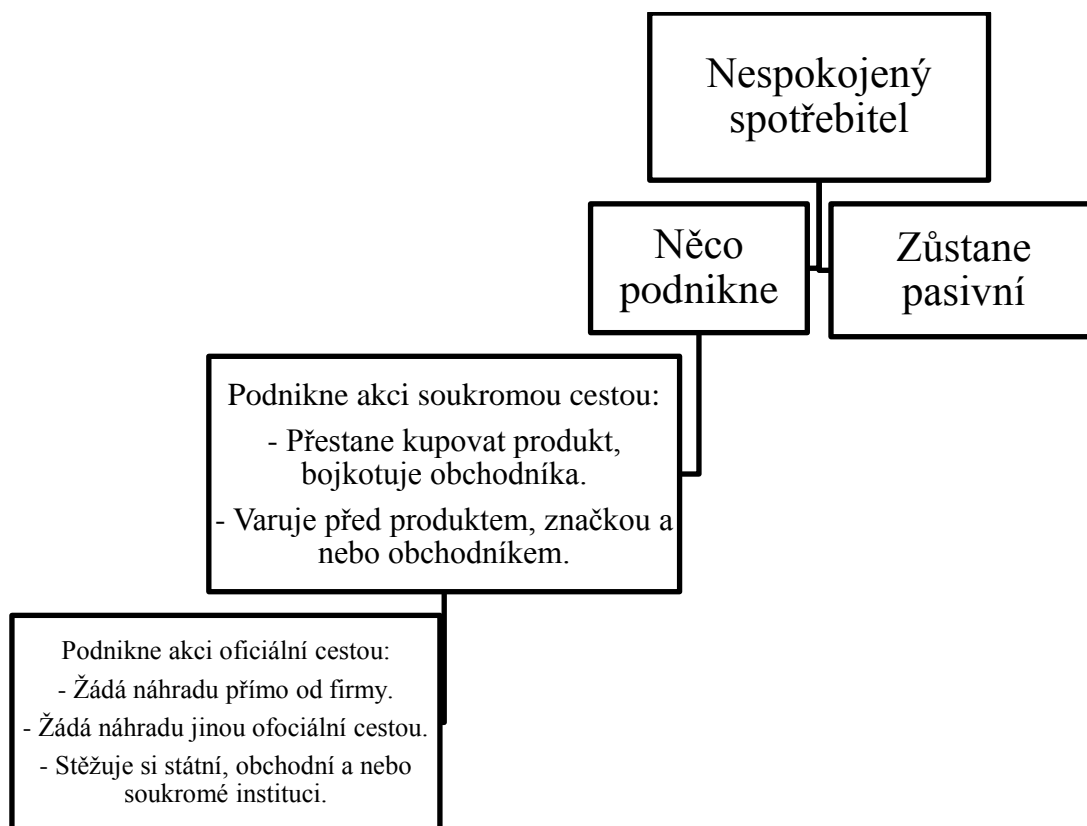 Nespokojený
spotřebitel
Něco
podnikne
Zůstane
pasivní
Podnikne akci soukromou cestou:
- Přestane kupovat produkt,
bojkotuje obchodníka.
- Varuje před produktem, značkou a
nebo obchodníkem.
Podnikne akci oficiální cestou:
- Žádá náhradu přímo od firmy.
- Žádá náhradu jinou ofociální cestou.
- Stěžuje si státní, obchodní a nebo
soukromé instituci.